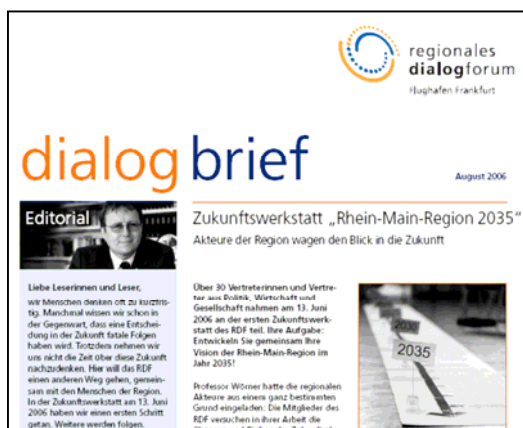 regionales
dialogforum
Flughafen Frankfurt
dialog brief
August 2006
Editorial
Zukunftswerkstatt „Rhein-Main-Region 2035“
Akteure der Region wagen den Blick in die Zukunft
Liebe Leserinnen und Leser,
wir Menschen denken oft zu kurzfris-
tig. Manchmal wissen wir schon in
der Gegenwart, dass eine Entschei-
dung in der Zukunft fatale Folgen
haben wird. Trotzdem nehmen wir
uns nicht die Zeit über diese Zukunft
nachzudenken. Hier will das RDF
einen anderen Weg gehen, gemein-
sam mit den Menschen der Region.
In der Zukunftswerkstatt am 13. Juni
2006 haben wir einen ersten Schritt
getan. Weitere werden folgen.
Über 30 Vertreterinnen und Vertre-
ter aus Politik, Wirtschaft und
Gesellschaft nahmen am 13. Juni
2006 an der ersten Zukunftswerk-
statt des RDF teil. Ihre Aufgabe:
Entwickeln Sie gemeinsam Ihre
Vision der Rhein-Main-Region im
Jahr 2035!
Professor Wörner hatte die regionalen
Akteure aus einem ganz bestimmten
Grund eingeladen: Die Mitglieder des
RDF versuchen in ihrer Arbeit die
2035